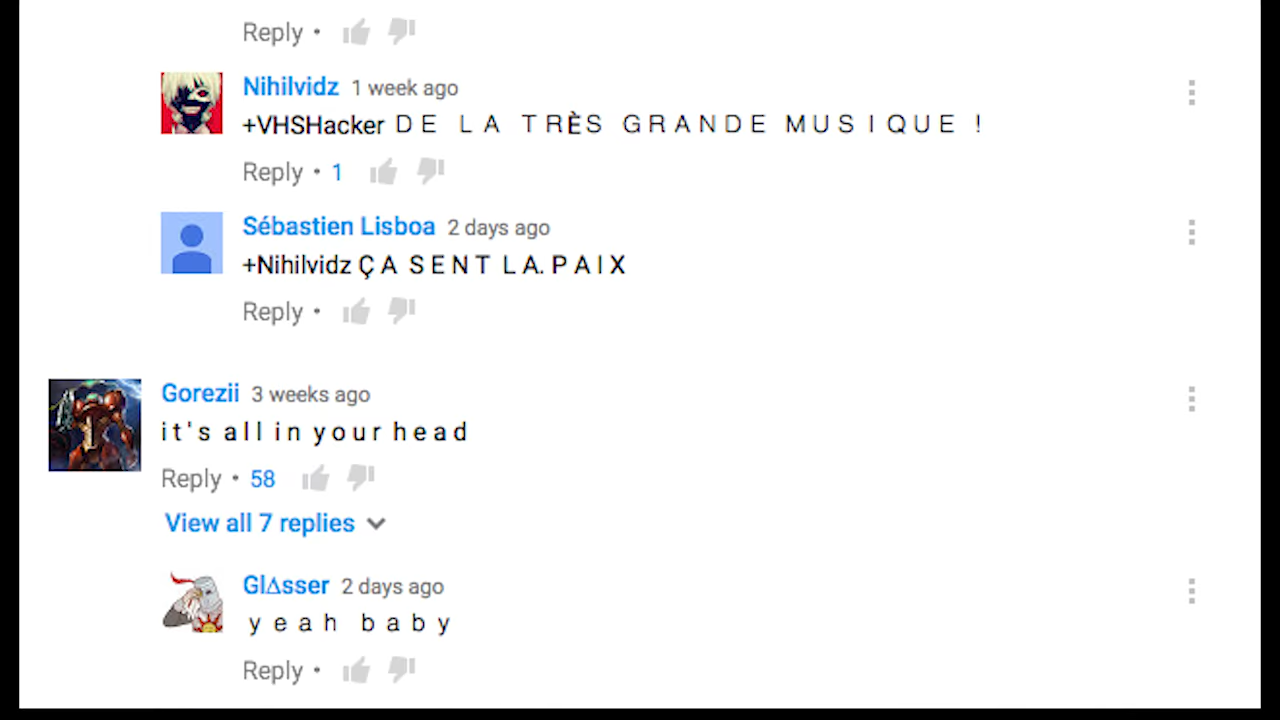 Reply •
Nihilvidz 1 week ago
+VHSHacker D E L A T R È S G R A N D E M U S I Q U E !
Reply • 1
Sébastien Lisboa 2 days ago
+Nihilvidz Ç A S E N T L A. P A I X
Reply •
Gorezii 3 weeks ago
i t ' s a l l i n y o u r h e a d
Reply • 58
View all 7 replies
Gl∆sser 2 days ago
y e a h b a b y
Reply •